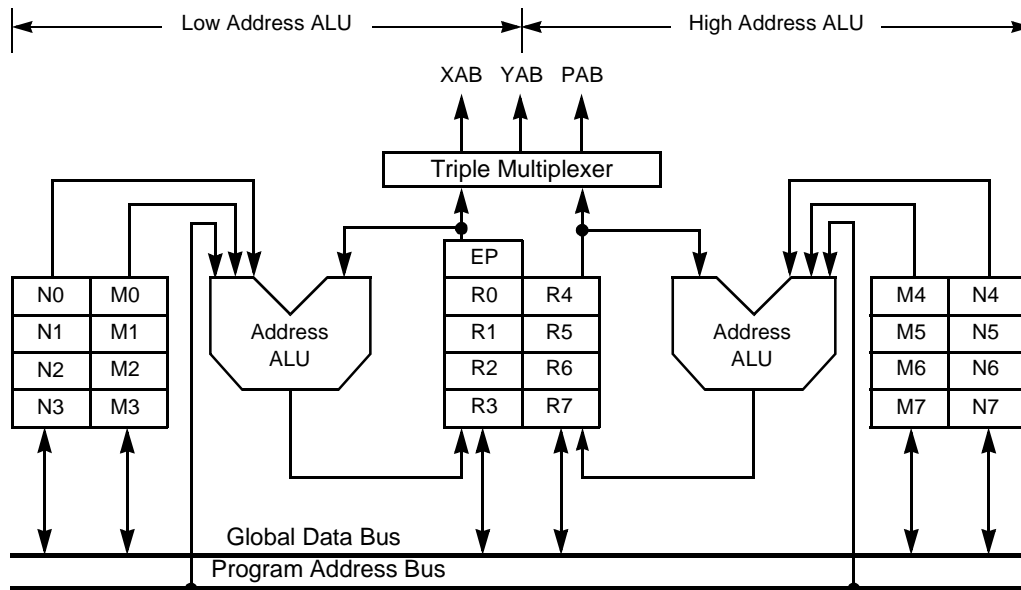 Low Address ALU
High Address ALU
XAB YAB PAB
Triple Multiplexer
EP
N0 M0
R0 R4
M4 N4
N1 M1
Address
ALU
R1 R5
Address
ALU
M5 N5
N2 M2
R2 R6
M6 N6
N3 M3
R3 R7
M7 N7
Global Data Bus
Program Address Bus